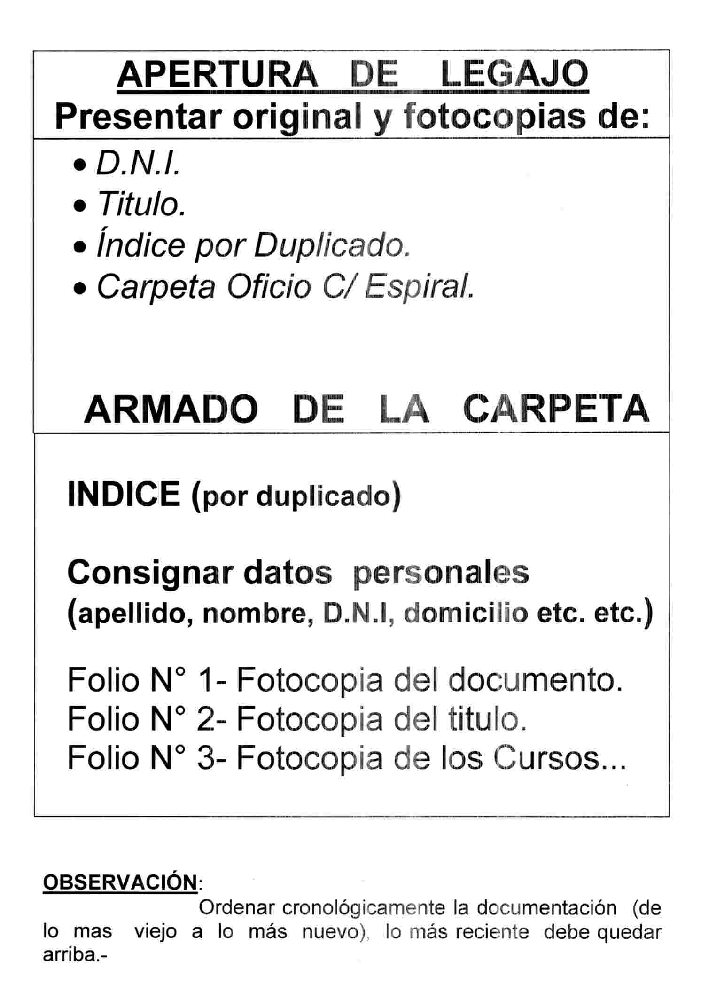 APERTURA DE LEGAJO
Presentar original y fotocopias de:
• D.N.I.
• Titulo.
• Índice por Duplicado.
• Carpeta Oficio C/ Espiral.
ARMADO DE LA CARPETA
INDICE (por duplicado)
Consignar datos personales
(apellido, nombre, D.N.I, domicilio etc. etc.)
Folio N° 1- Fotocopia del documento.
Folio N° 2- Fotocopia del titulo.
Folio N° 3- Fotocopia de los Cursos...
OBSERVACIÓN:
Ordenar cronológicamente la documentación (de
lo mas viejo a lo más nuevo), lo más reciente debe quedar
arriba.-